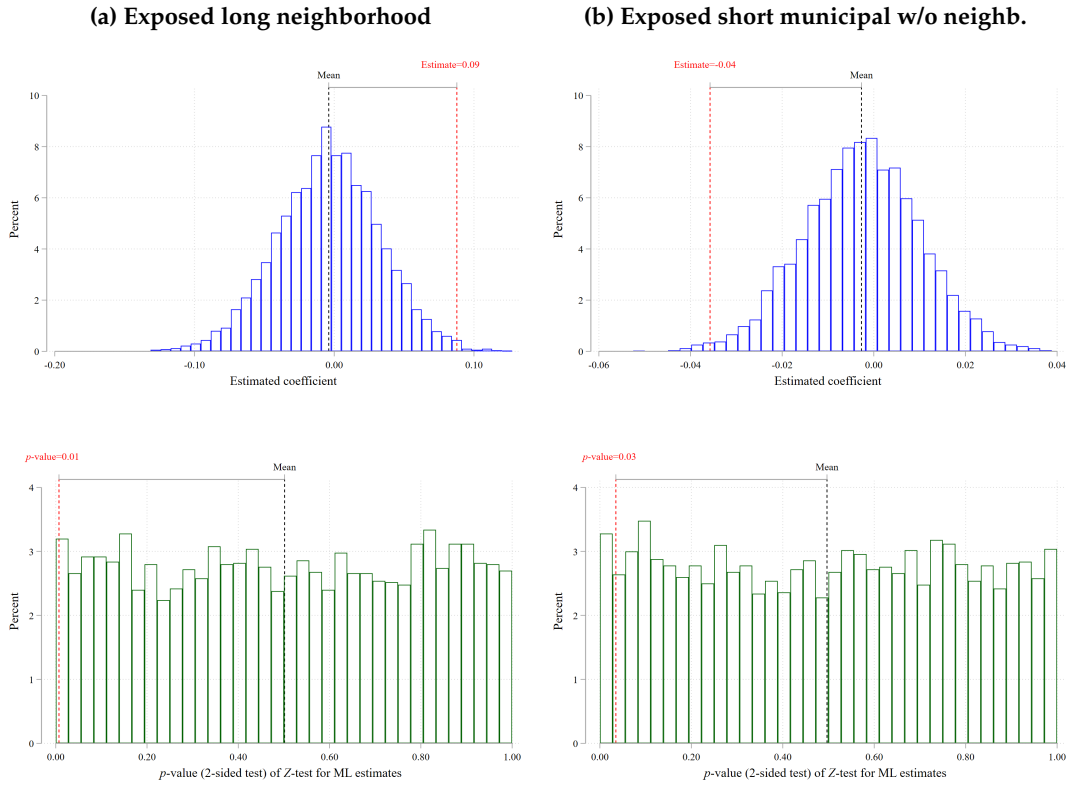 (a) Exposed long neighborhood
(b) Exposed short municipal w/o neighb.
Estimate=0.09
Mean
10
8
6
4
2
0
Percent
-0.20
-0.10
0.00
0.10
Estimated coefficient
Estimate=-0.04
Mean
10
8
6
4
2
0
Percent
-0.06
-0.04
-0.02
0.00
0.02
0.04
Estimated coefficient
p-value=0.01
Mean
4
3
2
1
0
Percent
0.00
0.20
0.40
0.60
0.80
1.00
p-value (2-sided test) of Z-test for ML estimates
p-value=0.03
Mean
4
3
2
1
0
Percent
0.00
0.20
0.40
0.60
0.80
1.00
p-value (2-sided test) of Z-test for ML estimates